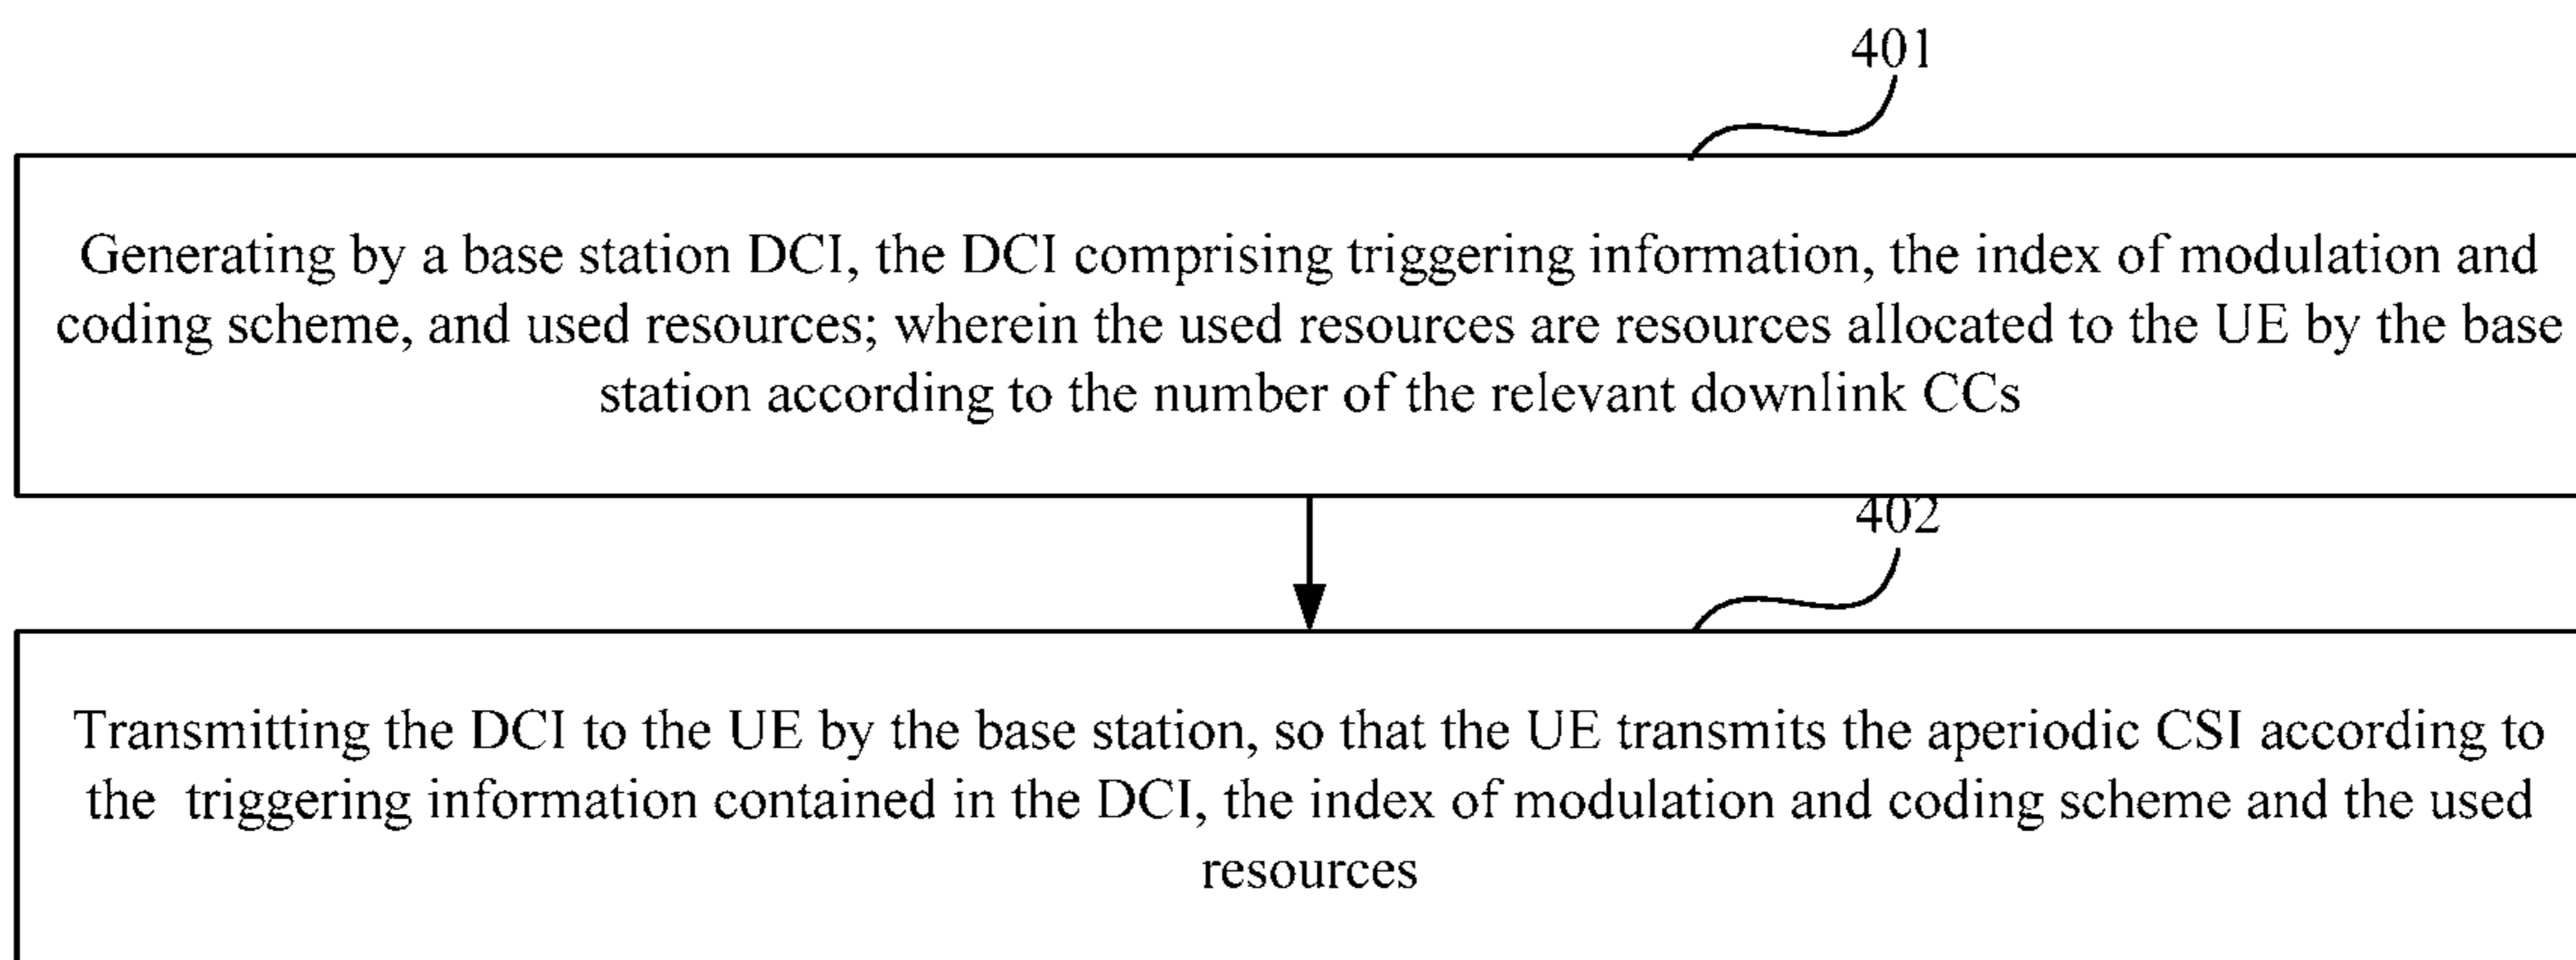 401
Generating by a base station DCI, the DCI comprising triggering information, the index of modulation and
coding scheme, and used resources; wherein the used resources are resources allocated to the UE by the base
station according to the number of the relevant downlink CCs
402
Transmitting the DCI to the UE by the base station, so that the UE transmits the aperiodic CSI according to
the triggering information contained in the DCI, the index of modulation and coding scheme and the used
resources